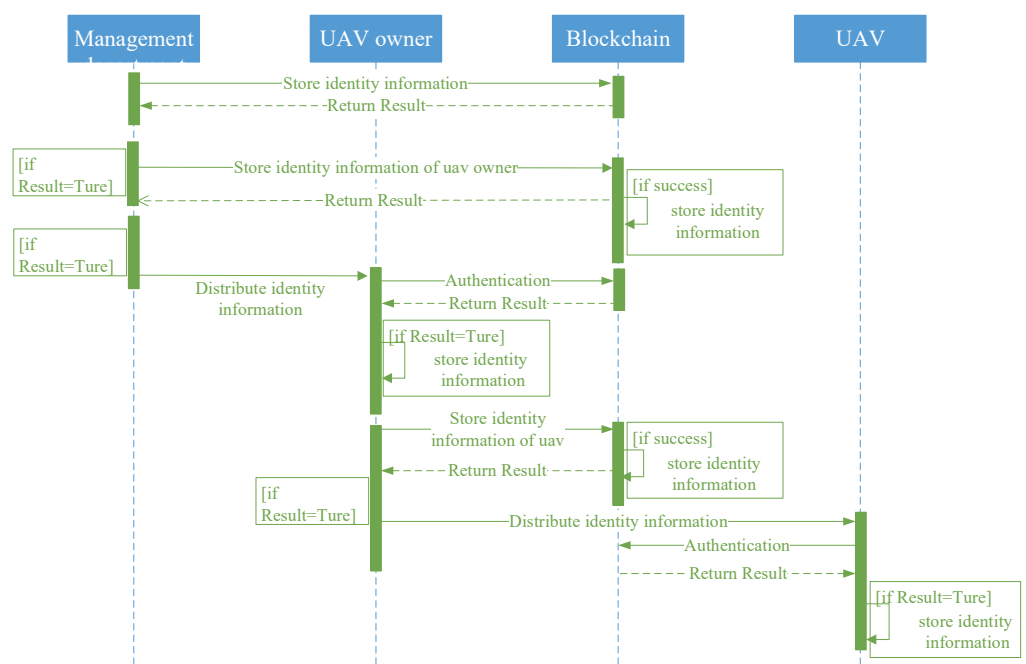 Management
UAV owner
Blockchain
UAV
Store identity information
Return Result
[if
Result=Ture]
Store identity information of uav owner
[if success]
store identity
information
Return Result
[if
Result=Ture]
Distribute identity
information
Authentication
Return Result
[if Result=Ture]
store identity
information
Store identity
information of uav
[if success]
store identity
information
Return Result
[if
Result=Ture]
Distribute identity information
Authentication
Return Result
[if Result=Ture]
store identity
information